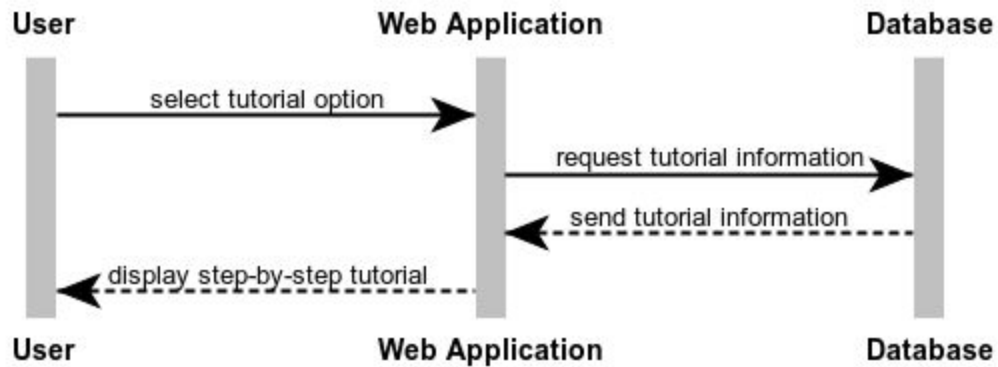 User Web Application Database
select tutorial option
request tutorial information
send tutorial information
display step-by-step tutorial
User Web Application Database